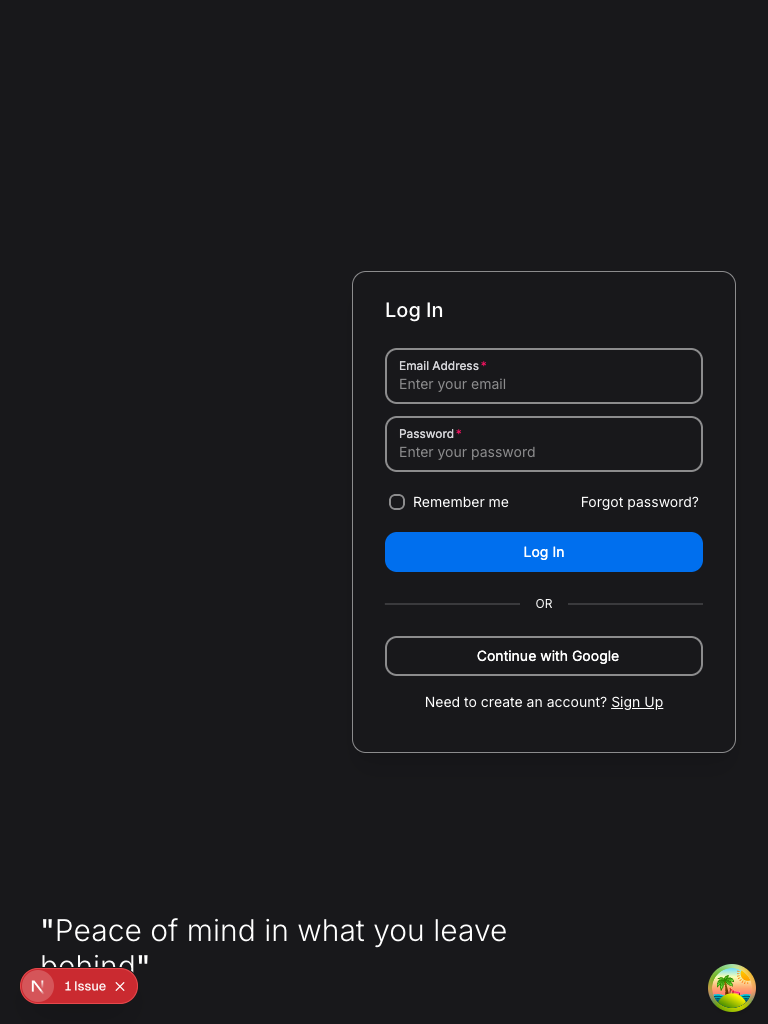 Log In
Email Address*
Enter your email
Password*
Enter your password
Remember me
Forgot password?
Log In
OR
Continue with Google
Need to create an account? Sign Up
"Peace of mind in what you leave
behind"
N
1 Issue